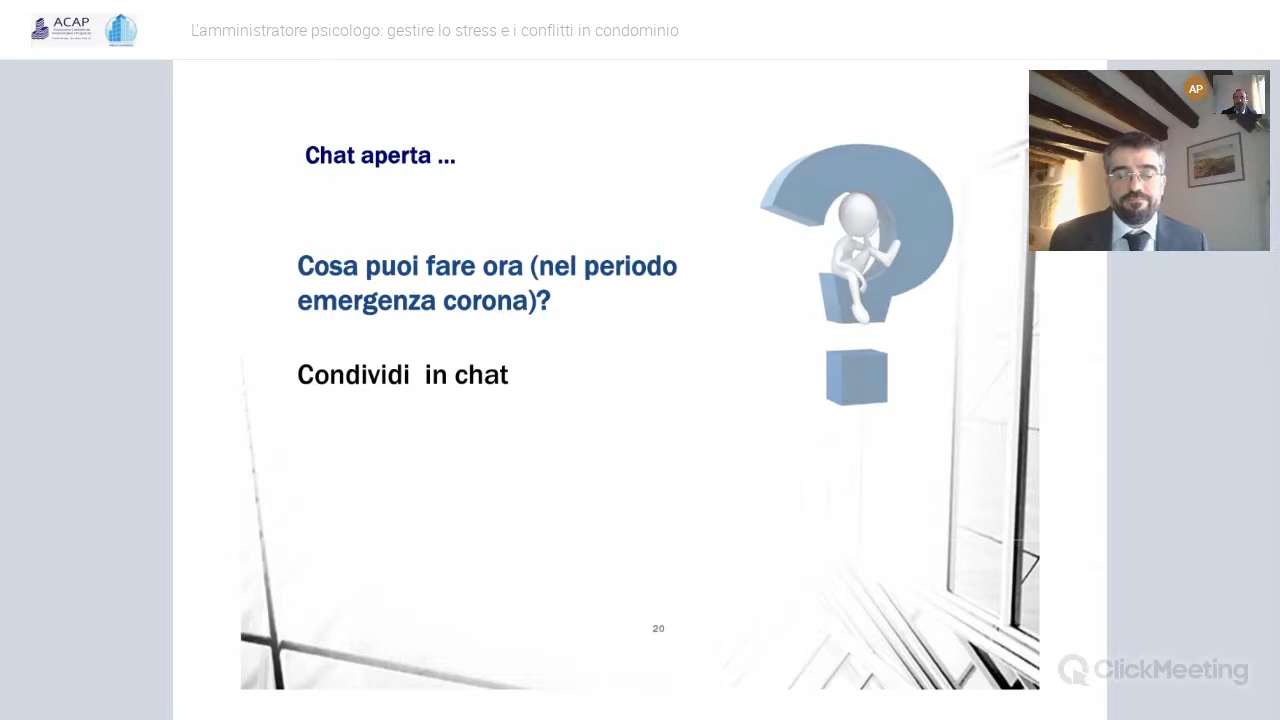 ACAP
L'amministratore psicologo: gestire lo stress e i conflitti in condominio
AP
Chat aperta ...
Cosa puoi fare ora (nel periodo
emergenza corona)?
Condividi in chat
20
ClickMeeting